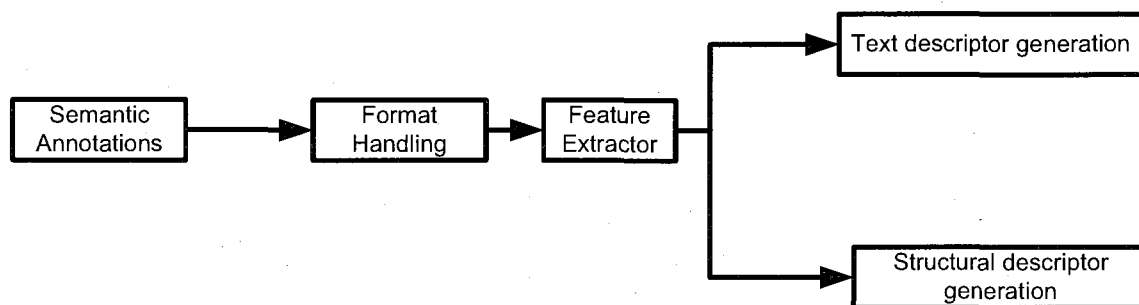 Text descriptor generation
Semantic
Annotations
Format
Handling
Feature
Extractor
Structural descriptor
generation